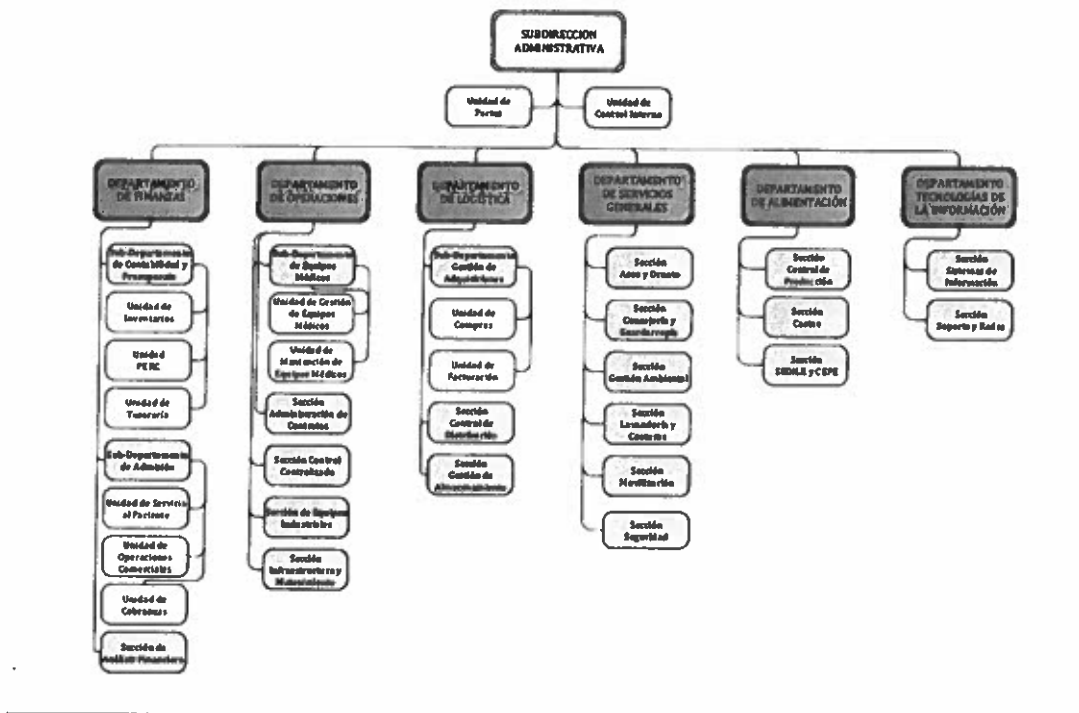 SUBDIRECCION
ADMINISTRATIVA
Unidad de
Partes
Unidad de
Control Interno
DEPARTAMENTO
DE FINANZAS
DEPARTAMENTO
DE OPERACIONES
DEPARTAMENTO
DE LOGÍSTICA
DEPARTAMENTO
DE SERVICIOS
GENERALES
DEPARTAMENTO
DE ALIMENTACIÓN
DEPARTAMENTO
TECNOLOGÍAS DE
LA INFORMACIÓN
Sub-Departamento
de Contabilidad y
Presupuesto
Unidad de
Inventarios
Unidad
PERC
Unidad de
Tesorería
Sub-Departamento
de Admisión
Unidad de Servicio
al Paciente
Unidad de
Operaciones
Comerciales
Unidad de
Cobranzas
Sección de
Análisis Financiero
Sub-Departamento
de Equipos
Médicos
Unidad de Gestión
de Equipos
Médicos
Unidad de
Mantención de
Equipos Médicos
Sección
Administración de
Contratos
Sección Central
Centralizado
Sección de Equipos
Industriales
Sección
Infraestructura y
Sub-Departamento
Gestión de
Adquisiciones
Unidad de
Compras
Unidad de
Facturación
Sección
Control de
Distribución
Sección
Gestión de
Almacenamiento
Sección
Aseo y Ornato
Sección
Conserjería y
Guardarropía
Sección
Gestión Ambiental
Sección
Lavandería y
Costuras
Sección
Movilización
Sección
Seguridad
Sección
Control de
Producción
Sección
Casino
Sección
SEDILE y CEPE
Sección
Sistemas de
Información
Sección
Soporte y Redes